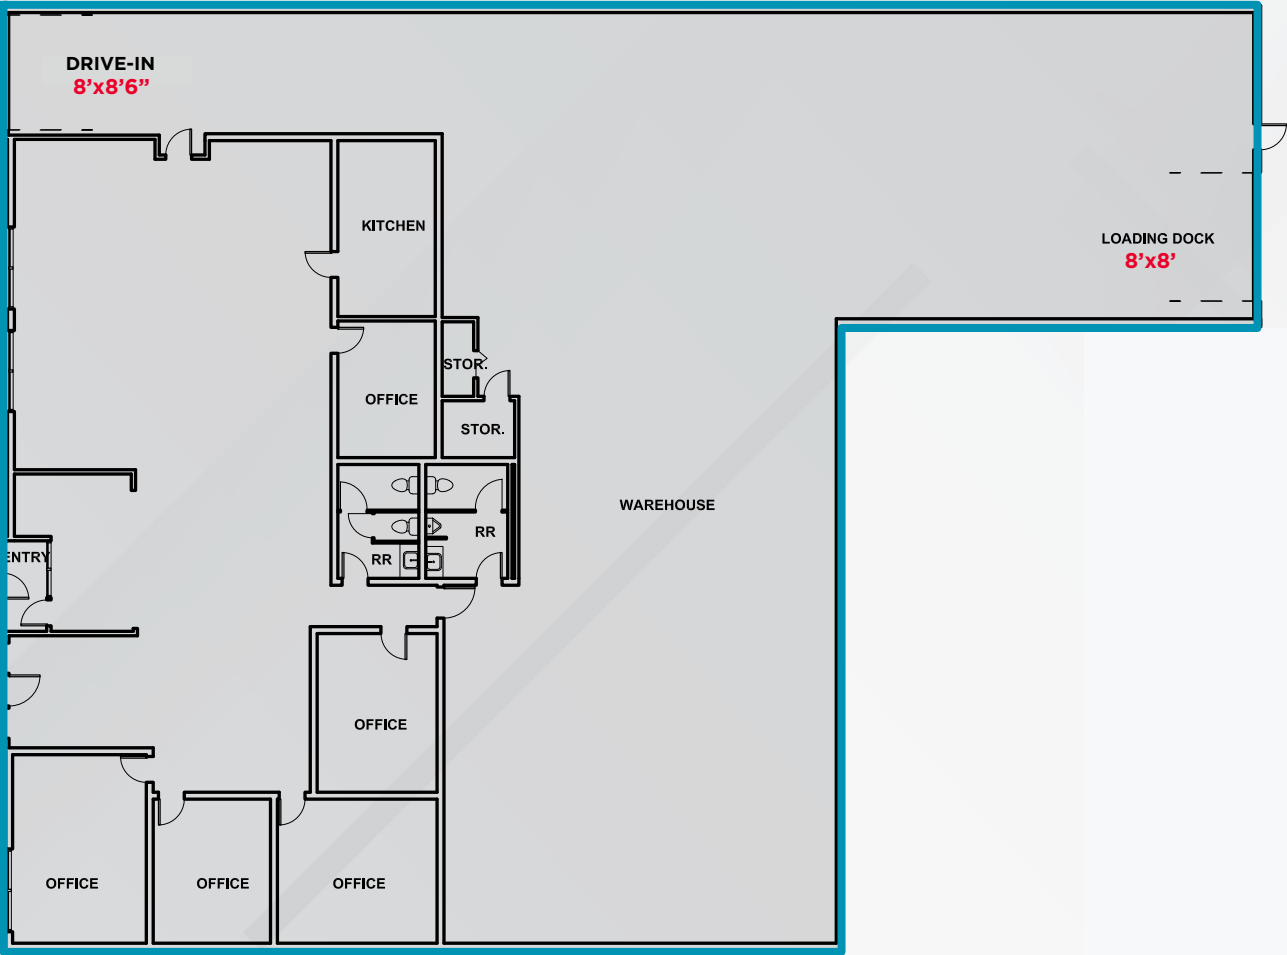 DRIVE-IN
8’x8’6”
KITCHEN
LOADING DOCK
8’x8’
STOR.
OFFICE
STOR.
WAREHOUSE
RR
RR
ENTRY
OFFICE
OFFICE
OFFICE
OFFICE